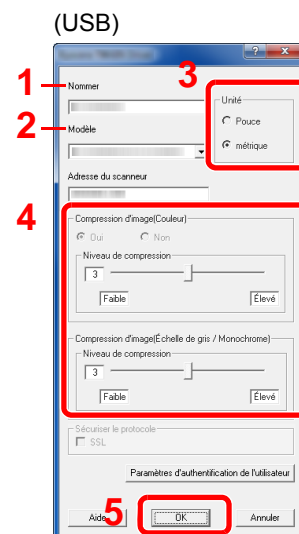 (USB)
1 Nommer
2 Modèle
3 Unité
Pouce
métrique
Adresse du scanneur
4 Compression d'image(Couleur)
Oui Non
Niveau de compression
3
Faible Élevé
Compression d'image(Échelle de gris / Monochrome)
Niveau de compression
3
Faible Élevé
Sécuriser le protocole
SSL
Paramètres d'authentification de l'utilisateur
Aide 5 OK Annuler